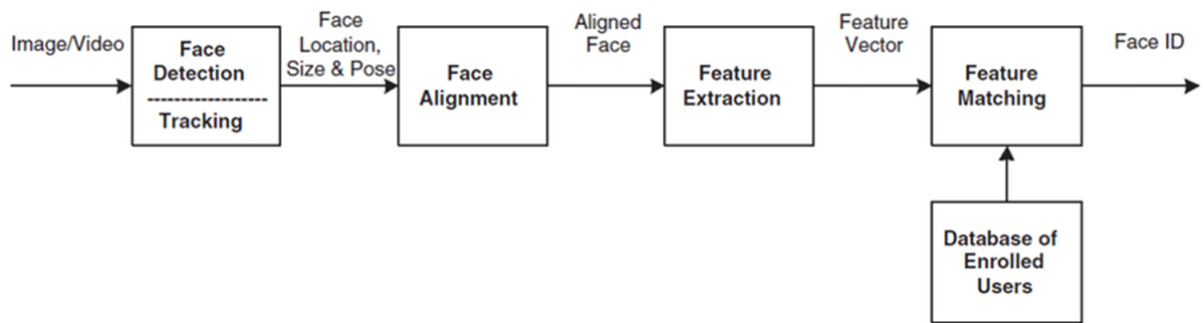 Image/Video
Face
Detection
Tracking
Face
Location,
Size & Pose
Face
Alignment
Aligned
Face
Feature
Extraction
Feature
Vector
Feature
Matching
Face ID
Database of
Enrolled
Users